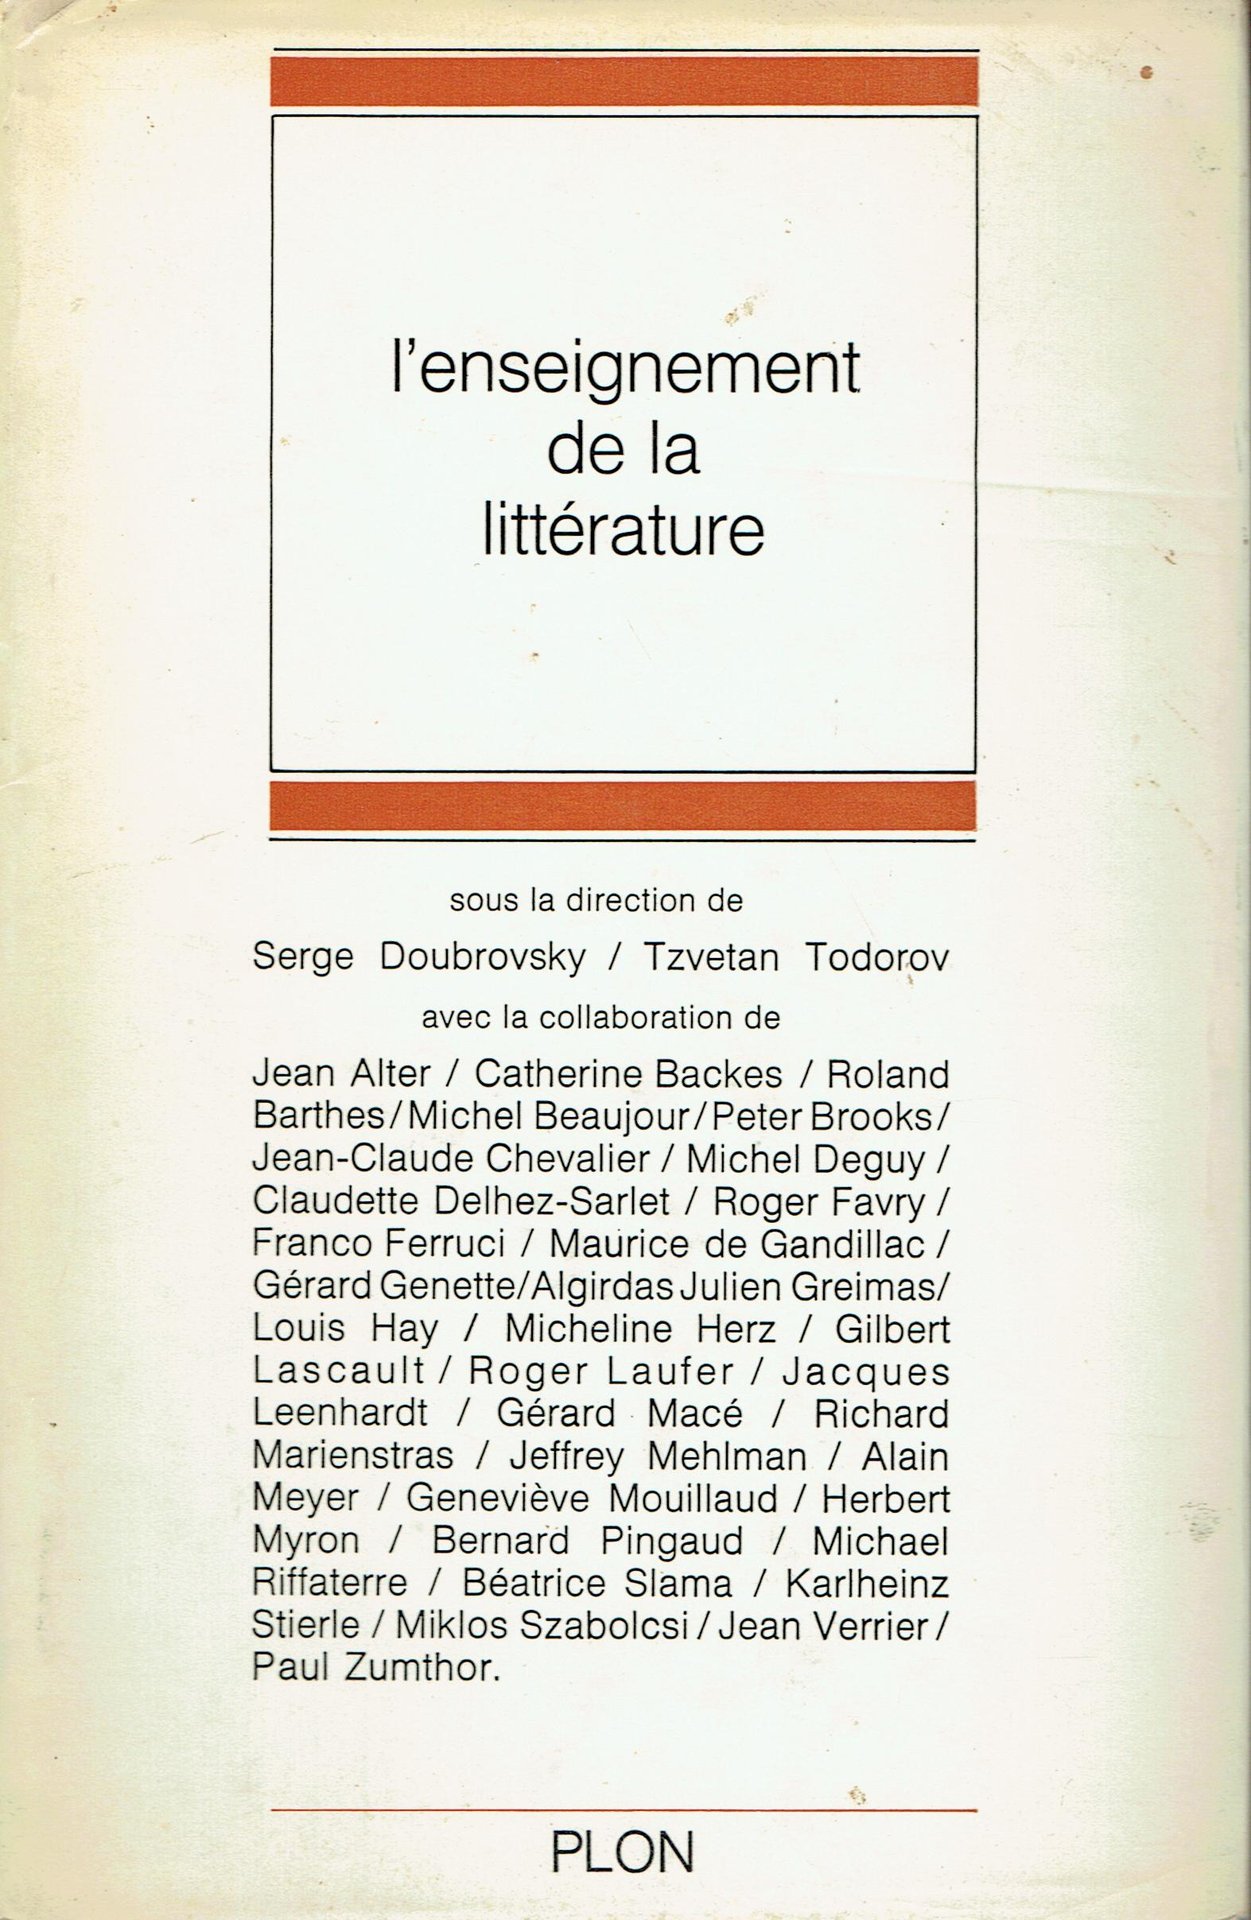 l'enseignement
de la
littérature
sous la direction de
Serge Doubrovsky / Tzvetan Todorov
avec la collaboration de
Jean Alter / Catherine Backes / Roland
Barthes/Michel Beaujour/Peter Brooks/
Jean-Claude Chevalier / Michel Deguy /
Claudette Delhez-Sarlet / Roger Favry /
Franco Ferruci / Maurice de Gandillac /
Gérard Genette/Algirdas Julien Greimas/
Louis Hay / Micheline Herz / Gilbert
Lascault / Roger Laufer / Jacques
Leenhardt / Gérard Macé / Richard
Marienstras / Jeffrey Mehlman / Alain
Meyer / Geneviève Mouillaud / Herbert
Myron / Bernard Pingaud / Michael
Riffaterre / Béatrice Slama / Karlheinz
Stierle / Miklos Szabolcsi / Jean Verrier /
Paul Zumthor.
PLON